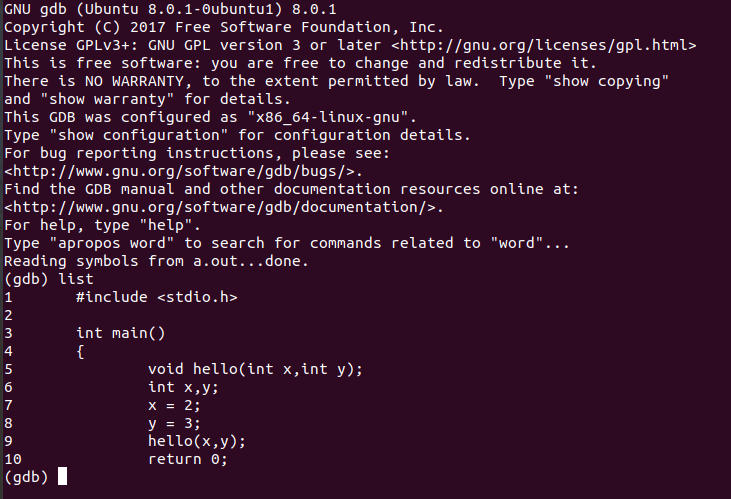 GNU gdb (Ubuntu 8.0.1-0ubuntu1) 8.0.1
Copyright (C) 2017 Free Software Foundation, Inc.
License GPLv3+: GNU GPL version 3 or later <http://gnu.org/licenses/gpl.html>
This is free software: you are free to change and redistribute it.
There is NO WARRANTY, to the extent permitted by law.  Type "show copying"
and "show warranty" for details.
This GDB was configured as "x86_64-linux-gnu".
Type "show configuration" for configuration details.
For bug reporting instructions, please see:
<http://www.gnu.org/software/gdb/bugs/>.
Find the GDB manual and other documentation resources online at:
<http://www.gnu.org/software/gdb/documentation/>.
For help, type "help".
Type "apropos word" to search for commands related to "word"...
Reading symbols from a.out...done.
(gdb) list
1       #include <stdio.h>
2
3       int main()
4       {
5               void hello(int x,int y);
6               int x,y;
7               x = 2;
8               y = 3;
9               hello(x,y);
10              return 0;
(gdb)